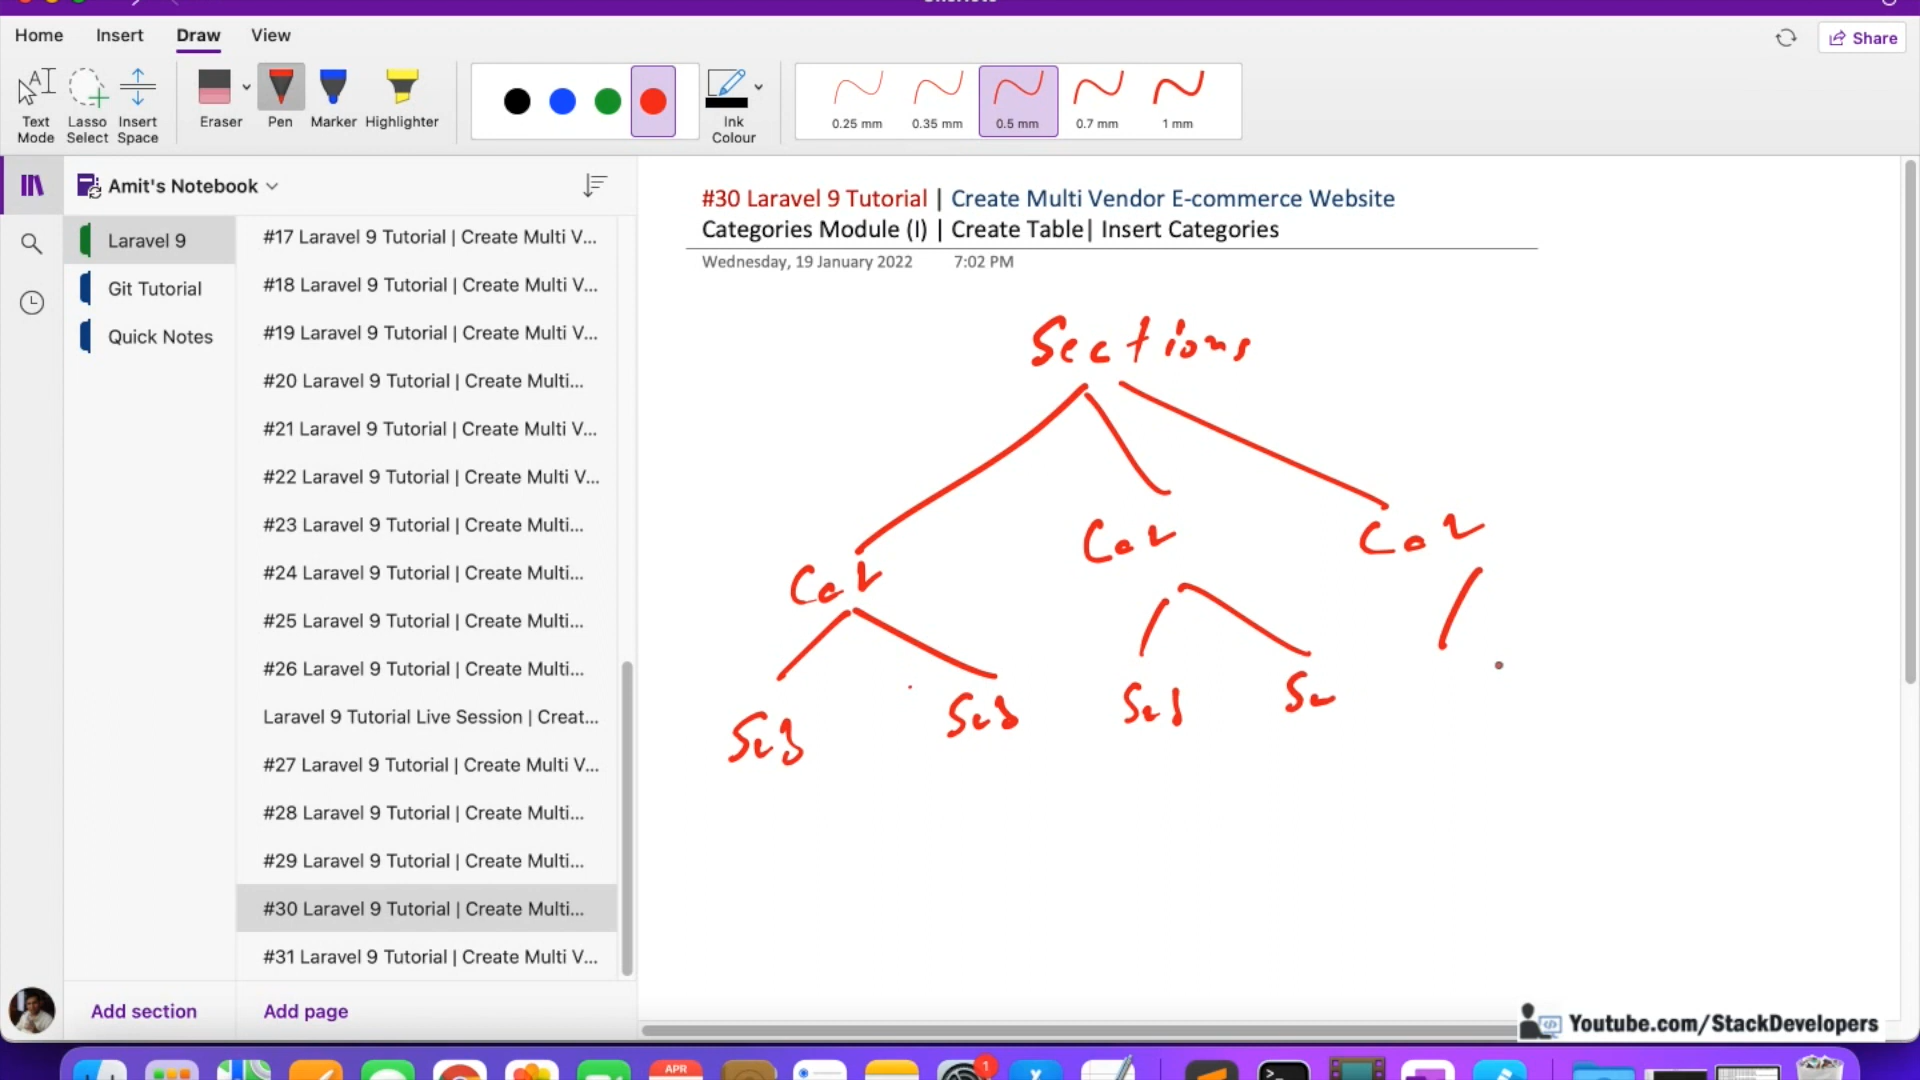 Home Insert Draw View
Share
Text Mode
Lasso Select
Insert Space
Eraser
Pen
Marker
Highlighter
Ink Colour
0.25 mm
0.35 mm
0.5 mm
0.7 mm
1 mm
Amit's Notebook
Laravel 9
Git Tutorial
Quick Notes
#17 Laravel 9 Tutorial | Create Multi V...
#18 Laravel 9 Tutorial | Create Multi V...
#19 Laravel 9 Tutorial | Create Multi V...
#20 Laravel 9 Tutorial | Create Multi...
#21 Laravel 9 Tutorial | Create Multi V...
#22 Laravel 9 Tutorial | Create Multi V...
#23 Laravel 9 Tutorial | Create Multi...
#24 Laravel 9 Tutorial | Create Multi...
#25 Laravel 9 Tutorial | Create Multi...
#26 Laravel 9 Tutorial | Create Multi...
Laravel 9 Tutorial Live Session | Creat...
#27 Laravel 9 Tutorial | Create Multi V...
#28 Laravel 9 Tutorial | Create Multi...
#29 Laravel 9 Tutorial | Create Multi...
#30 Laravel 9 Tutorial | Create Multi...
#31 Laravel 9 Tutorial | Create Multi V...
Add section
Add page
#30 Laravel 9 Tutorial | Create Multi Vendor E-commerce Website
Categories Module (I) | Create Table| Insert Categories
Wednesday, 19 January 2022 7:02 PM
Sections
Cat Cat Cat
Sub Sub Sub Su
Youtube.com/StackDevelopers
APR
1